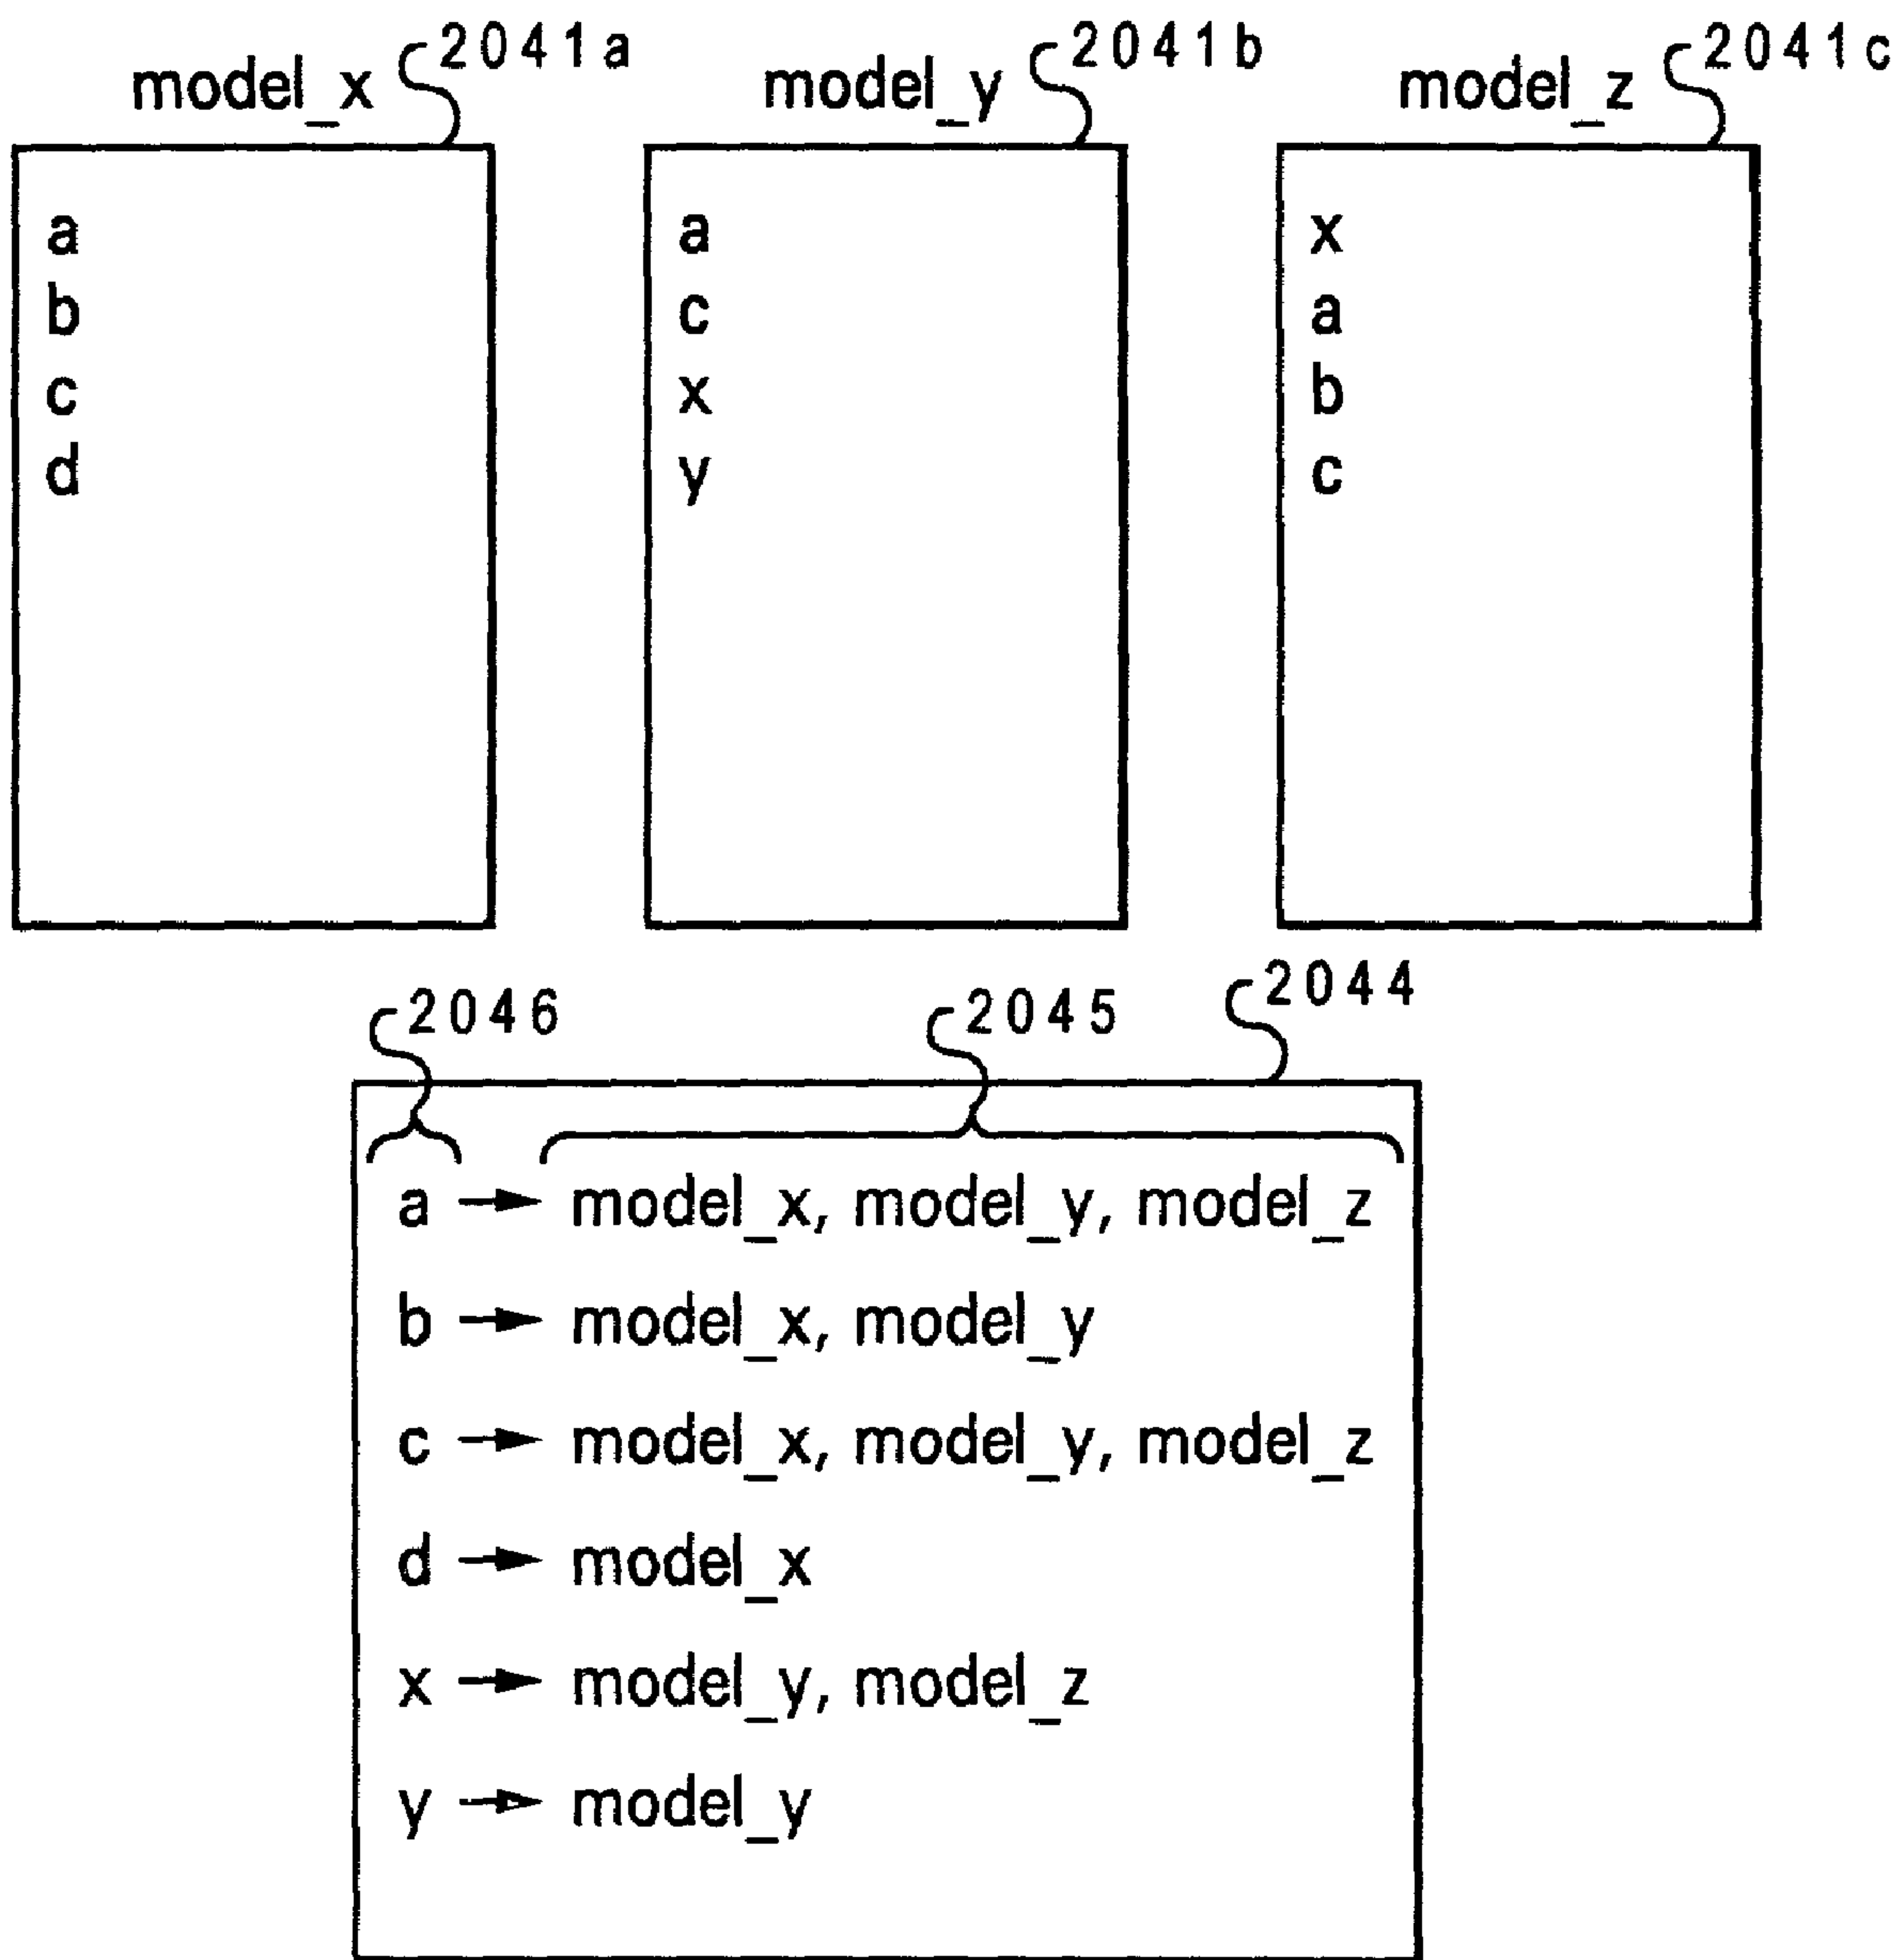 model_x 2041a
a
b
c
d
model_y 2041b
a
c
x
y
model_z 2041c
x
a
b
c
2046 2045 2044
a → model_x, model_y, model_z
b → model_x, model_y
c → model_x, model_y, model_z
d → model_x
x → model_y, model_z
y → model_y